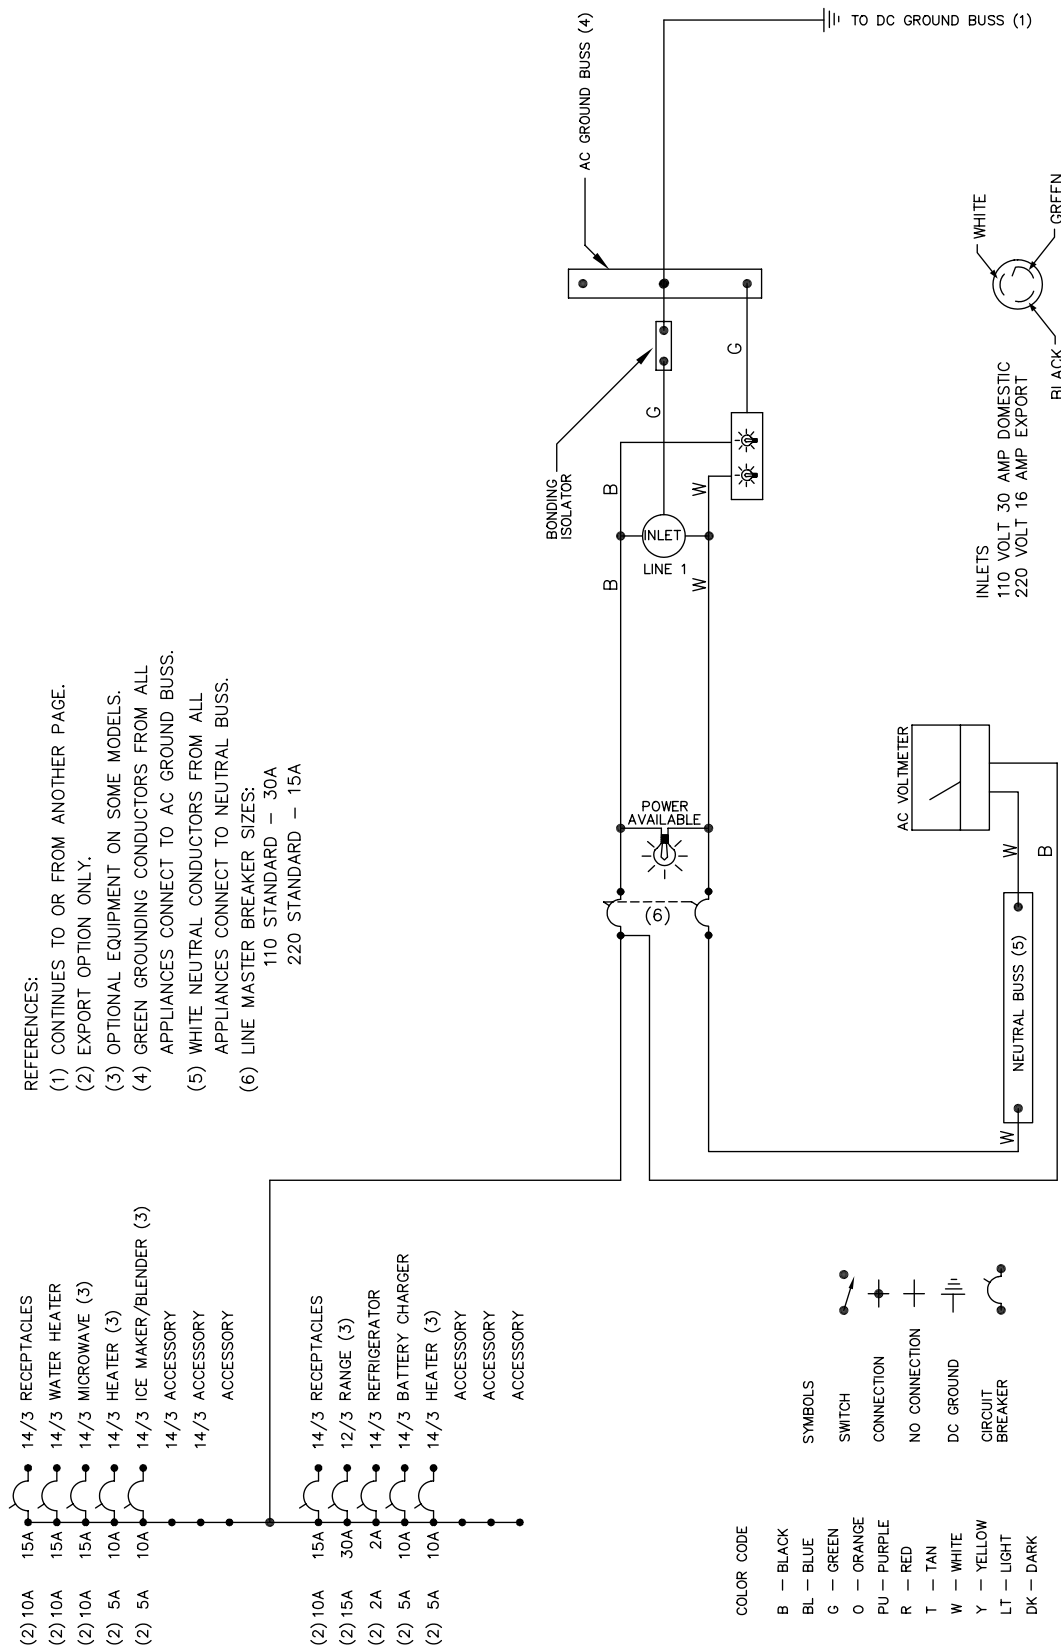 (2) 10A 15A 14/3 RECEPTACLES
(2) 10A 15A 14/3 WATER HEATER
(2) 10A 15A 14/3 MICROWAVE (3)
(2) 5A 10A 14/3 HEATER (3)
(2) 5A 10A 14/3 ICE MAKER/BLENDER (3)
14/3 ACCESSORY
14/3 ACCESSORY
ACCESSORY
(2) 10A 15A 14/3 RECEPTACLES
(2) 15A 30A 12/3 RANGE (3)
(2) 2A 2A 14/3 REFRIGERATOR
(2) 5A 10A 14/3 BATTERY CHARGER
(2) 5A 10A 14/3 HEATER (3)
ACCESSORY
ACCESSORY
ACCESSORY
REFERENCES:
(1) CONTINUES TO OR FROM ANOTHER PAGE.
(2) EXPORT OPTION ONLY.
(3) OPTIONAL EQUIPMENT ON SOME MODELS.
(4) GREEN GROUNDING CONDUCTORS FROM ALL
APPLIANCES CONNECT TO AC GROUND BUSS.
(5) WHITE NEUTRAL CONDUCTORS FROM ALL
APPLIANCES CONNECT TO NEUTRAL BUSS.
(6) LINE MASTER BREAKER SIZES:
110 STANDARD – 30A
220 STANDARD – 15A
AC GROUND BUSS (4)
TO DC GROUND BUSS (1)
BONDING
ISOLATOR
B
B
G
G
W
W
INLET
LINE 1
POWER
AVAILABLE
(6)
AC VOLTMETER
W
B
NEUTRAL BUSS (5)
W
INLETS
110 VOLT 30 AMP DOMESTIC
220 VOLT 16 AMP EXPORT
WHITE
BLACK
GREEN
COLOR CODE
B – BLACK
BL – BLUE
G – GREEN
O – ORANGE
PU – PURPLE
R – RED
T – TAN
W – WHITE
Y – YELLOW
LT – LIGHT
DK – DARK
SYMBOLS
SWITCH
CONNECTION
NO CONNECTION
DC GROUND
CIRCUIT
BREAKER